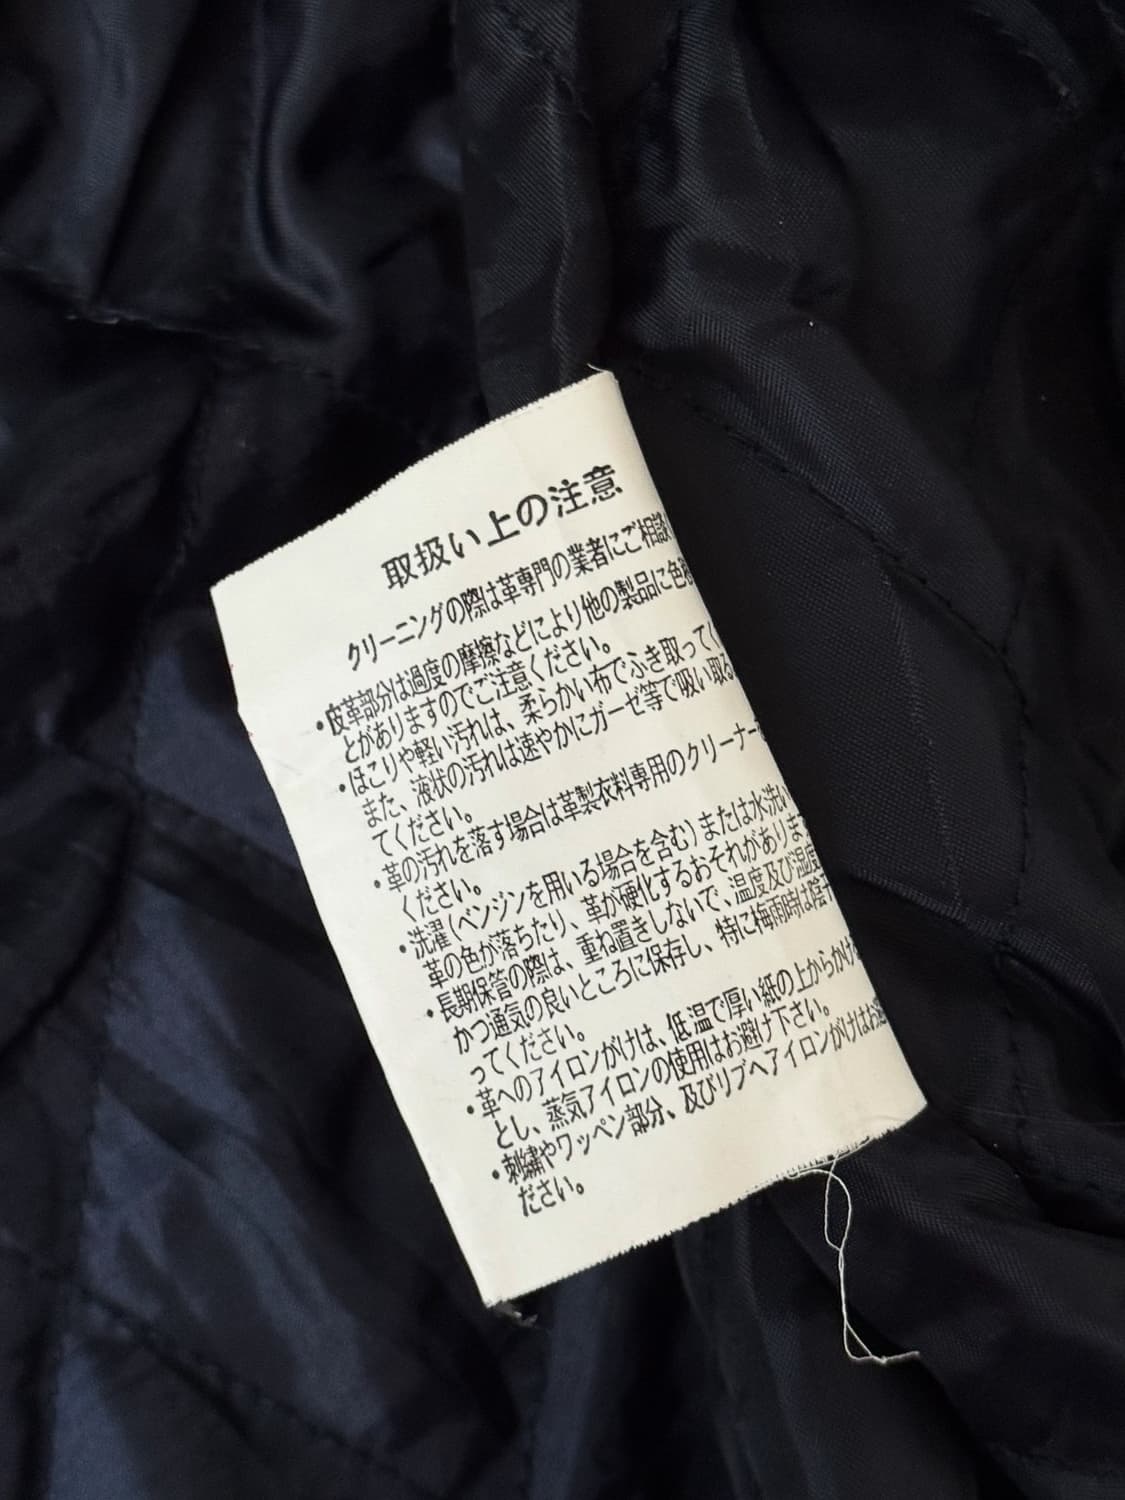 取扱い上の注意
クリーニングの際は革専門の業者にご相談
・皮革部分は過度の摩擦などにより他の製品に色移
とがありますのでご注意ください。
・ほこりや軽い汚れは、柔らかい布でふき取ってく
また、液状の汚れは速やかにガーゼ等で吸い取る
てください。
・革の汚れを落す場合は革製衣料専用のクリーナー
ください。
・洗濯(ベンジンを用いる場合を含む)または水洗い
革の色が落ちたり、革が硬化するおそれがありま
・長期保管の際は、重ね置きしないで、温度及び湿度
かつ通気の良いところに保存し、特に梅雨時は陰干
ってください。
・革へのアイロンがけは、低温で厚い紙の上からかける
とし、蒸気アイロンの使用はお避け下さい。
・刺繍やワッペン部分、及びリブへアイロンがけはお避
ださい。